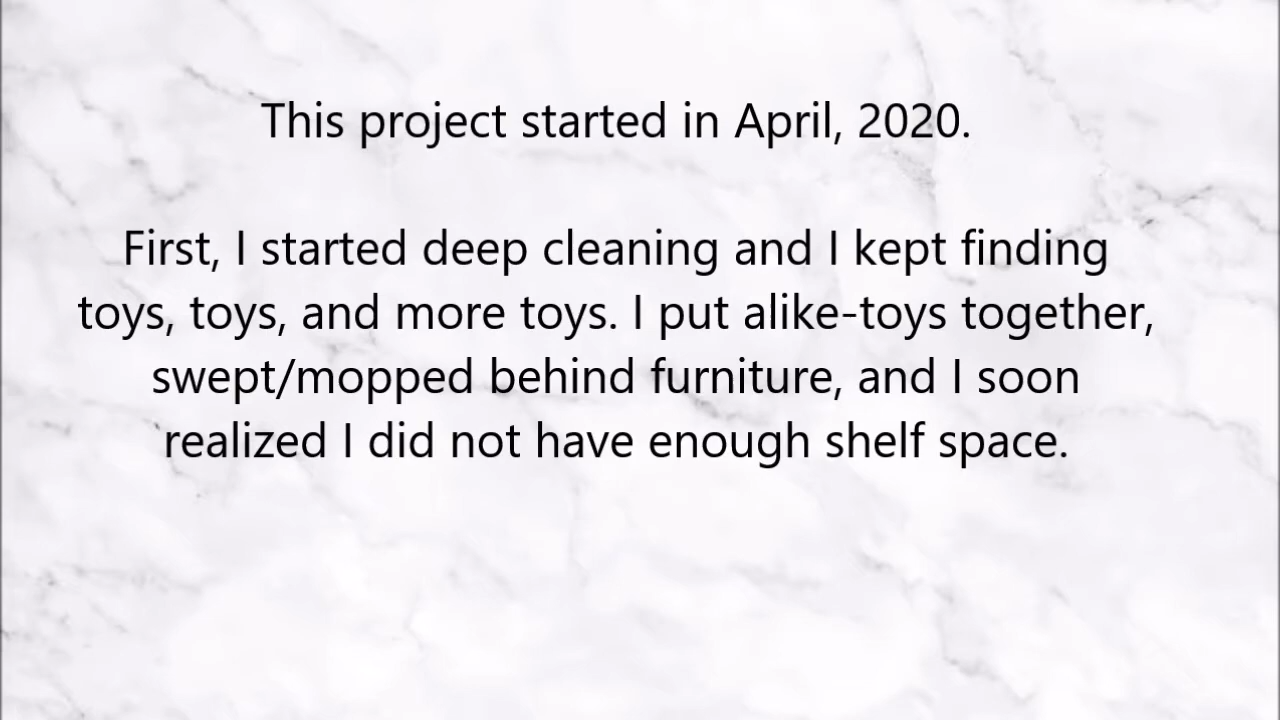 This project started in April, 2020.
First, I started deep cleaning and I kept finding
toys, toys, and more toys. I put alike-toys together,
swept/mopped behind furniture, and I soon
realized I did not have enough shelf space.